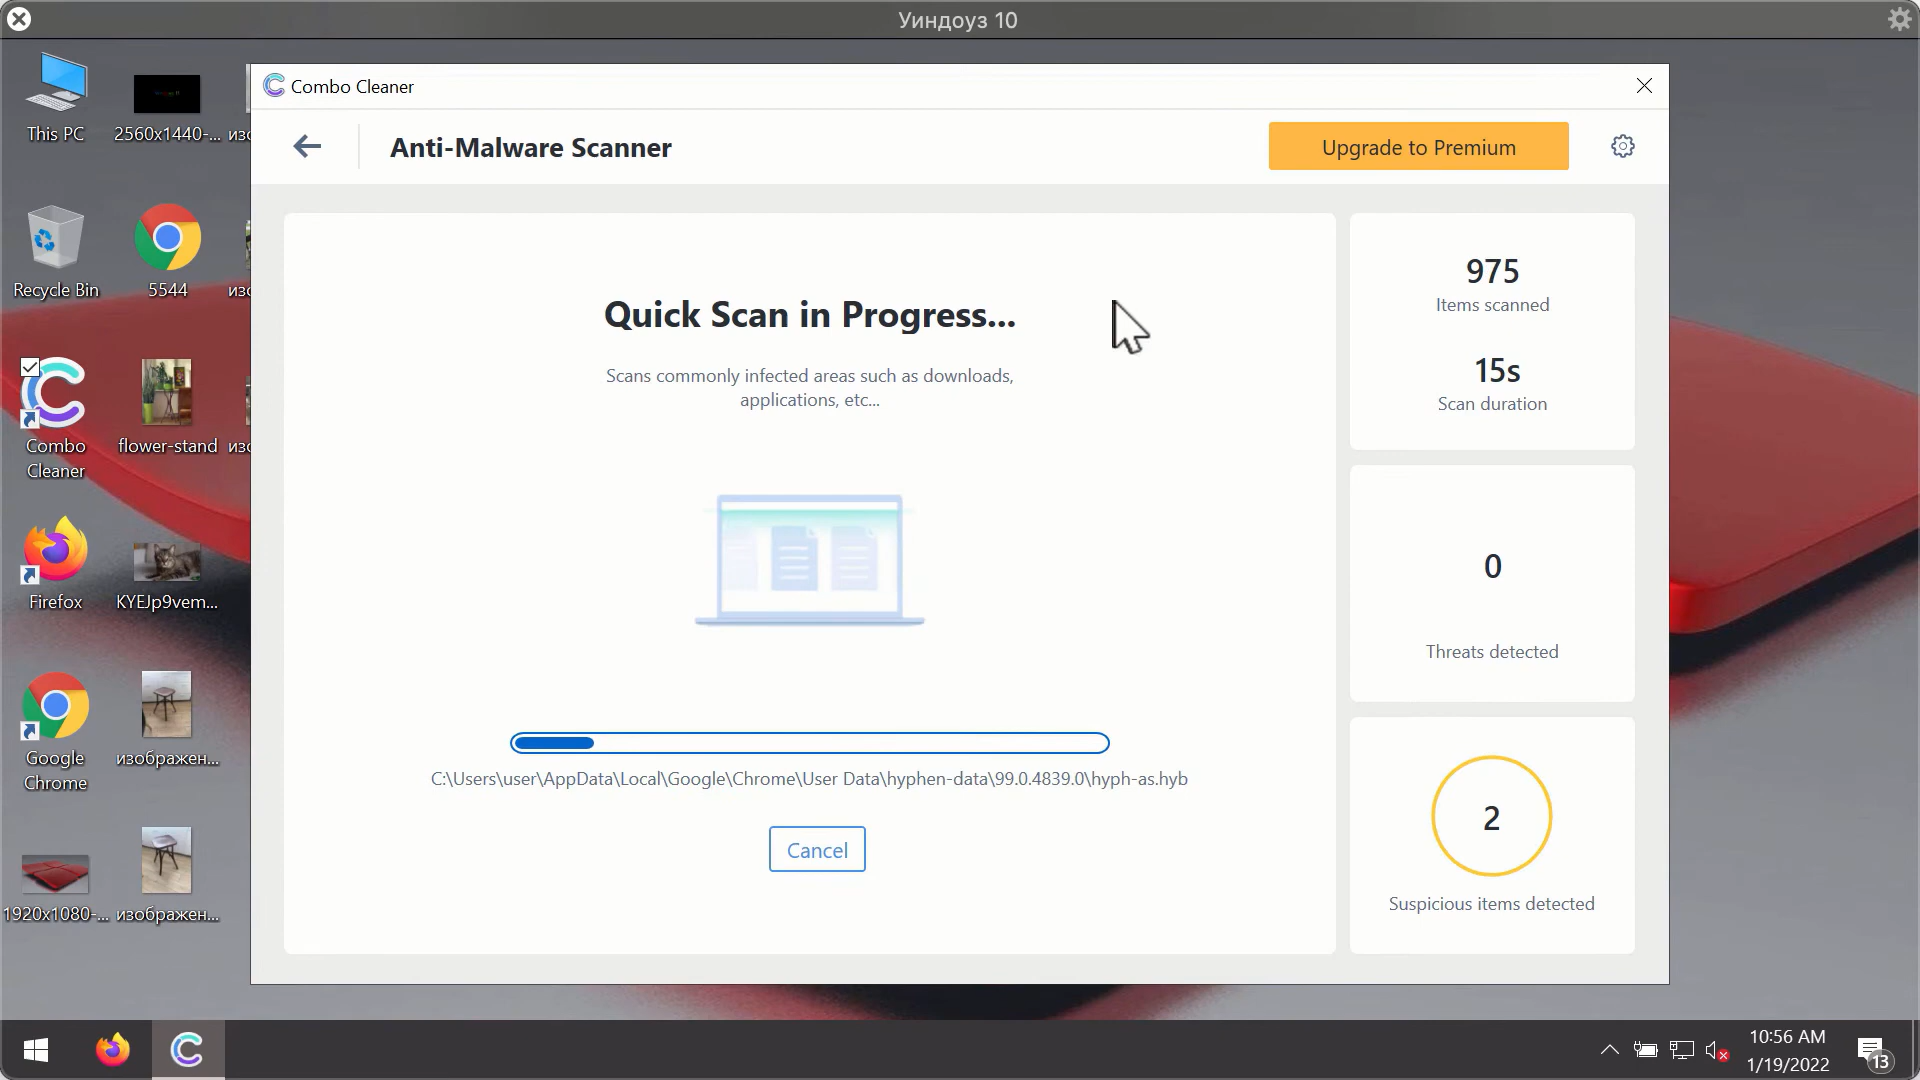 Уиндоуз 10
This PC
2560x1440-...
изо
Recycle Bin
5544
изо
Combo
Cleaner
flower-stand
изо
Firefox
KYEJp9vem...
Google
Chrome
изображен...
1920x1080-...
изображен...
Combo Cleaner
Anti-Malware Scanner
Upgrade to Premium
Quick Scan in Progress...
Scans commonly infected areas such as downloads,
applications, etc...
C:\Users\user\AppData\Local\Google\Chrome\User Data\hyphen-data\99.0.4839.0\hyph-as.hyb
Cancel
975
Items scanned
15s
Scan duration
0
Threats detected
2
Suspicious items detected
10:56 AM
1/19/2022
13